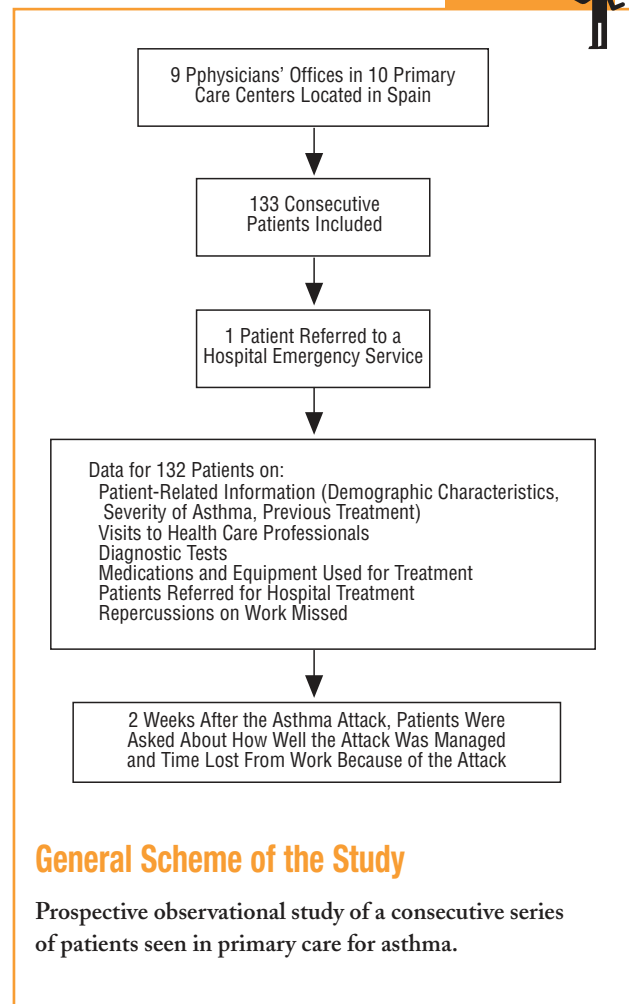 9 Pphysicians’ Offices in 10 Primary
Care Centers Located in Spain
133 Consecutive
Patients Included
1 Patient Referred to a
Hospital Emergency Service
Data for 132 Patients on:
Patient-Related Information (Demographic Characteristics,
Severity of Asthma, Previous Treatment)
Visits to Health Care Professionals
Diagnostic Tests
Medications and Equipment Used for Treatment
Patients Referred for Hospital Treatment
Repercussions on Work Missed
2 Weeks After the Asthma Attack, Patients Were
Asked About How Well the Attack Was Managed
and Time Lost From Work Because of the Attack
General Scheme of the Study
Prospective observational study of a consecutive series
of patients seen in primary care for asthma.